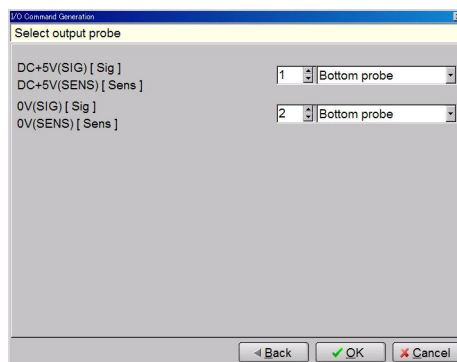 I/O Command Generation
Select output probe
DC+5V(SIG) [ Sig ]
DC+5V(SENS) [ Sens ]
1 Bottom probe
0V(SIG) [ Sig ]
0V(SENS) [ Sens ]
2 Bottom probe
Back OK Cancel